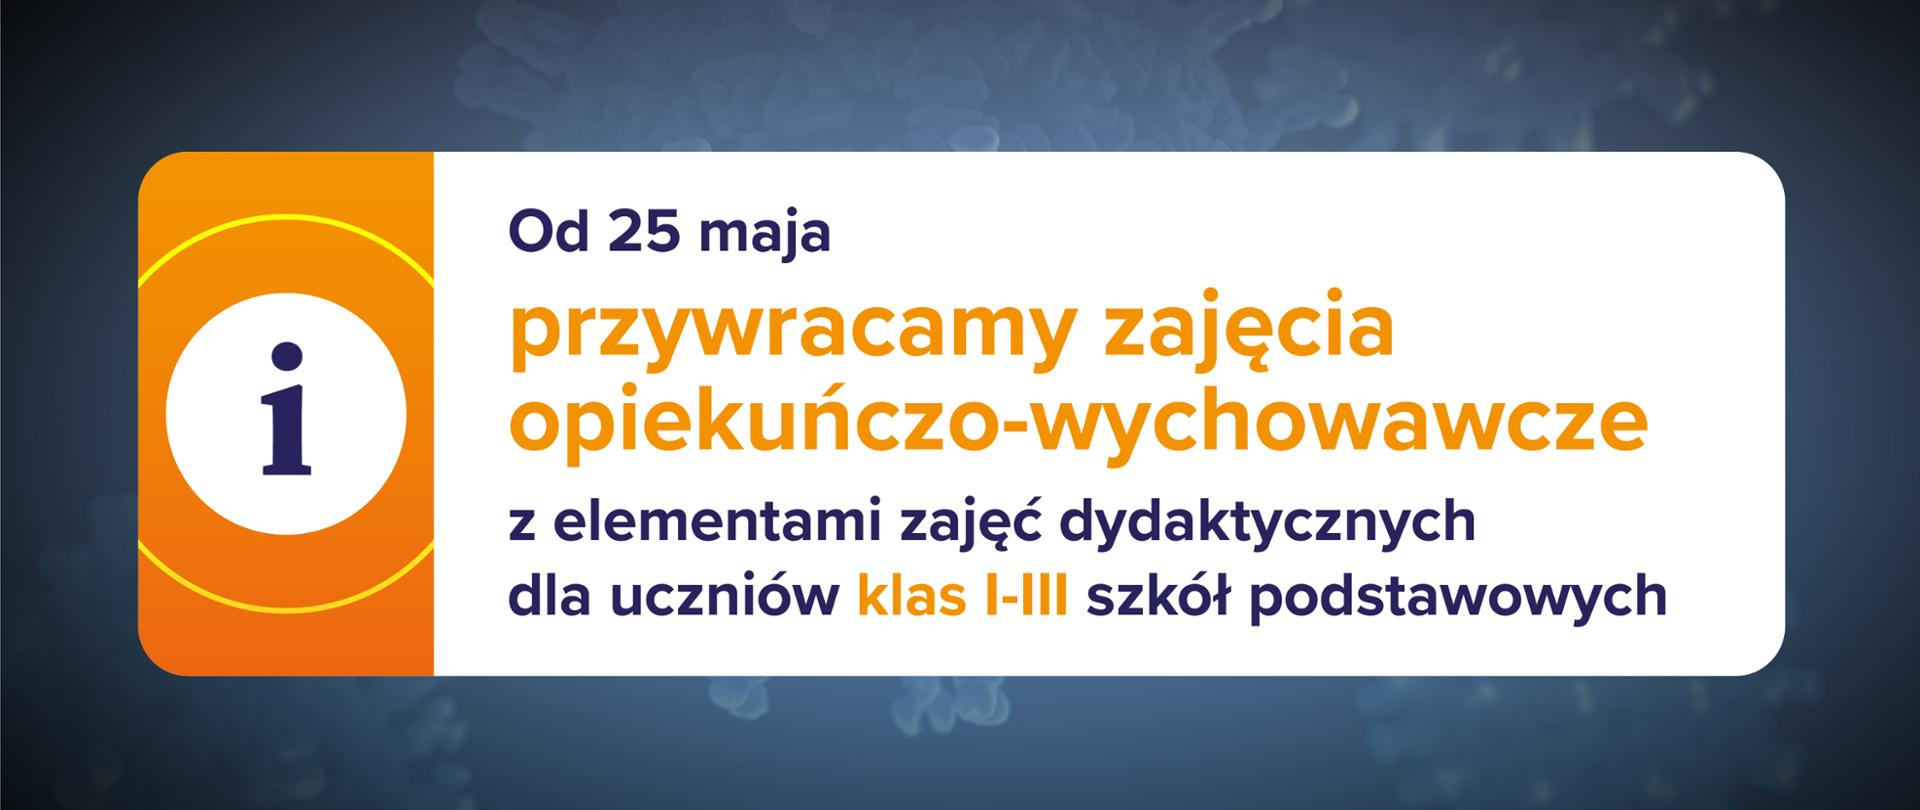 i
Od 25 maja
przywracamy zajęcia
opiekuńczo-wychowawcze
z elementami zajęć dydaktycznych
dla uczniów klas I-III szkół podstawowych